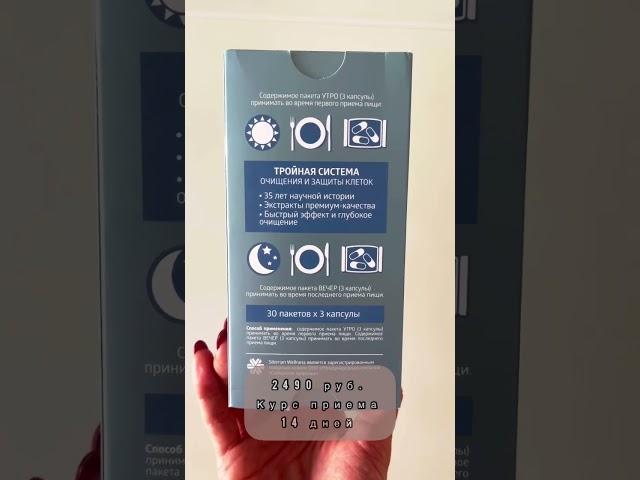 Содержимое пакета УТРО (3 капсулы)
принимать во время первого приема пищи
ТРОЙНАЯ СИСТЕМА
ОЧИЩЕНИЯ И ЗАЩИТЫ КЛЕТОК
• 35 лет научной истории
• Экстракты премиум-качества
• Быстрый эффект и глубокое
очищение
Содержимое пакета ВЕЧЕР (3 капсулы)
принимать во время последнего приема пищи
30 пакетов x 3 капсулы
Способ применения: содержимое пакета УТРО (3 капсулы)
принимать во время первого приема пищи. Содержимое
пакета ВЕЧЕР (3 капсулы) принимать во время последнего
приема пищи.
Siberian Wellness является зарегистрированным
2490 руб.
Курс приема
14 дней
Способ
принимать
пакета